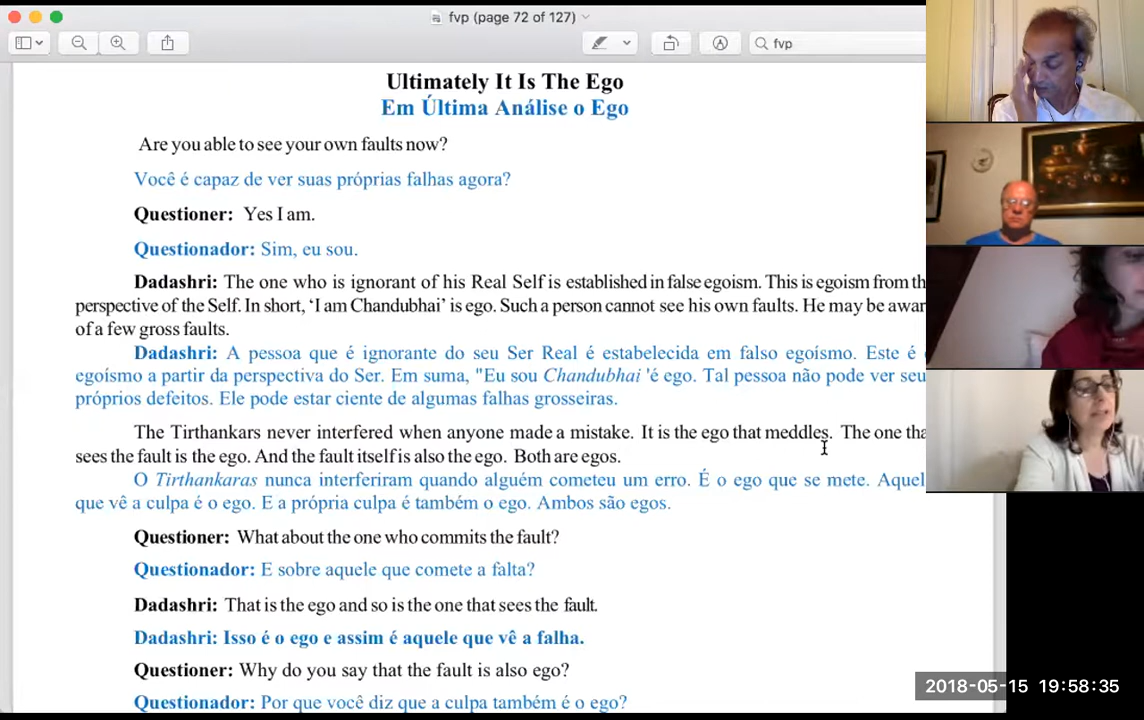 fvp (page 72 of 127)
fvp
Ultimately It Is The Ego
Em Última Análise o Ego
Are you able to see your own faults now?
Você é capaz de ver suas próprias falhas agora?
Questioner: Yes I am.
Questionador: Sim, eu sou.
Dadashri: The one who is ignorant of his Real Self is established in false egoism. This is egoism from th
perspective of the Self. In short, ‘I am Chandubhai’ is ego. Such a person cannot see his own faults. He may be awar
of a few gross faults.
Dadashri: A pessoa que é ignorante do seu Ser Real é estabelecida em falso egoísmo. Este é
egoísmo a partir da perspectiva do Ser. Em suma, "Eu sou Chandubhai 'é ego. Tal pessoa não pode ver seu
próprios defeitos. Ele pode estar ciente de algumas falhas grosseiras.
The Tirthankars never interfered when anyone made a mistake. It is the ego that meddles. The one tha
sees the fault is the ego. And the fault itself is also the ego. Both are egos.
O Tirthankaras nunca interferiram quando alguém cometeu um erro. É o ego que se mete. Aquel
que vê a culpa é o ego. E a própria culpa é também o ego. Ambos são egos.
Questioner: What about the one who commits the fault?
Questionador: E sobre aquele que comete a falta?
Dadashri: That is the ego and so is the one that sees the fault.
Dadashri: Isso é o ego e assim é aquele que vê a falha.
Questioner: Why do you say that the fault is also ego?
Questionador: Por que você diz que a culpa também é o ego?
2018-05-15 19:58:35